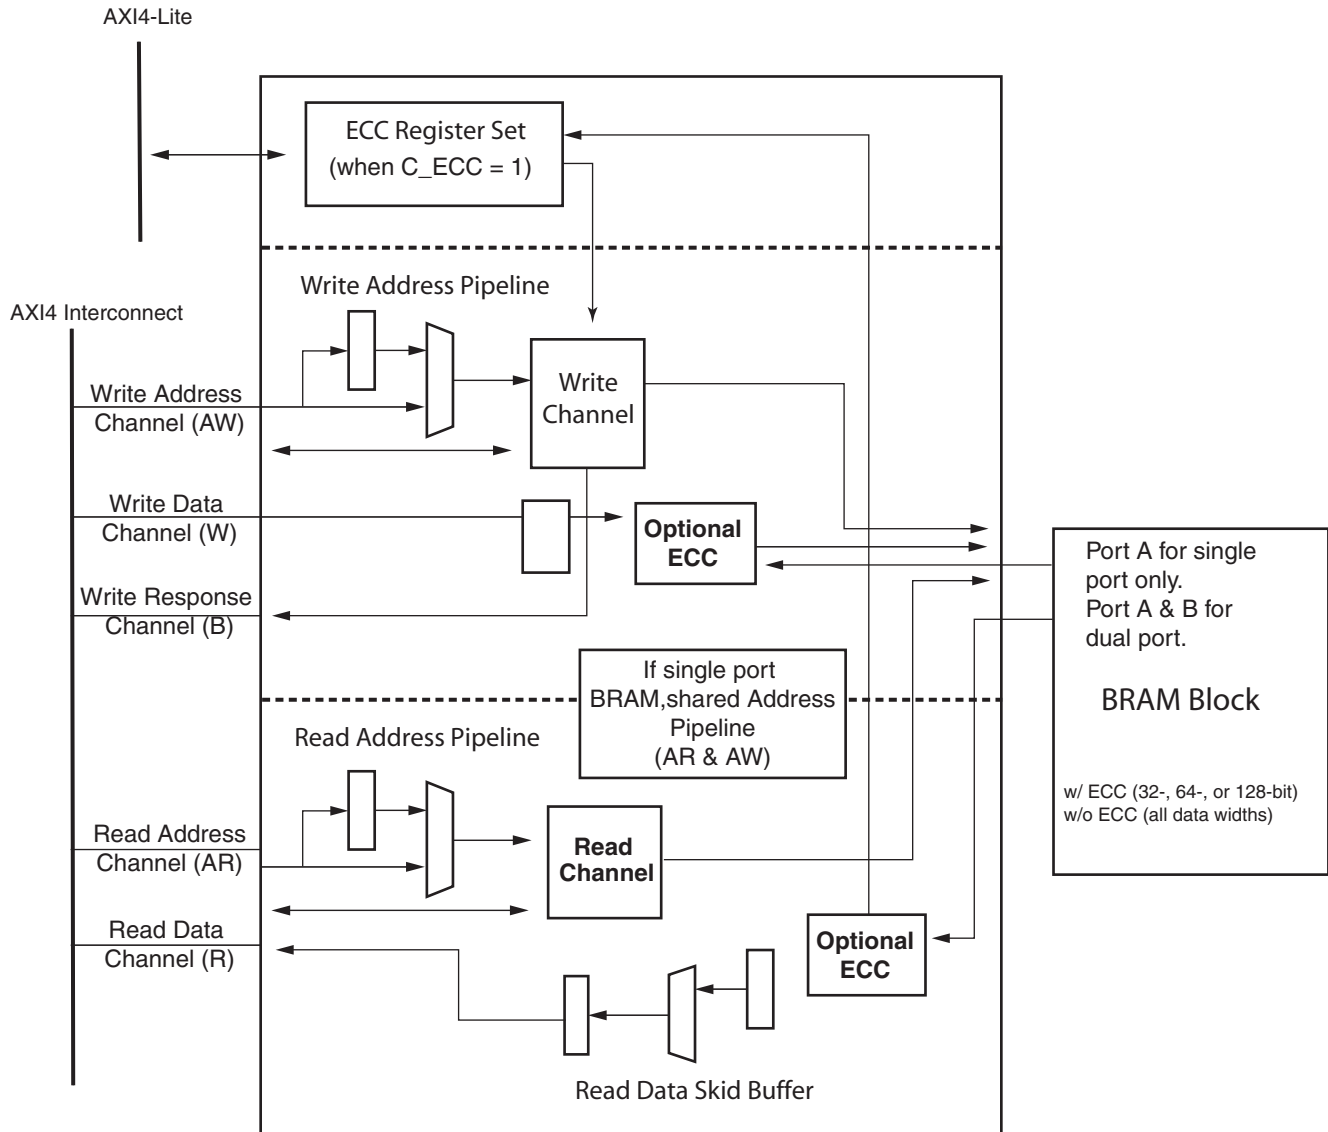 AXI4-Lite
ECC Register Set
(when C_ECC = 1)
Write Address Pipeline
AXI4 Interconnect
Write Address
Channel (AW)
Write
Channel
Write Data
Channel (W)
Optional
ECC
Write Response
Channel (B)
Port A for single
port only.
Port A & B for
dual port.
BRAM Block
w/ ECC (32-, 64-, or 128-bit)
w/o ECC (all data widths)
If single port
BRAM,shared Address
Pipeline
(AR & AW)
Read Address Pipeline
Read Address
Channel (AR)
Read
Channel
Read Data
Channel (R)
Optional
ECC
Read Data Skid Buffer